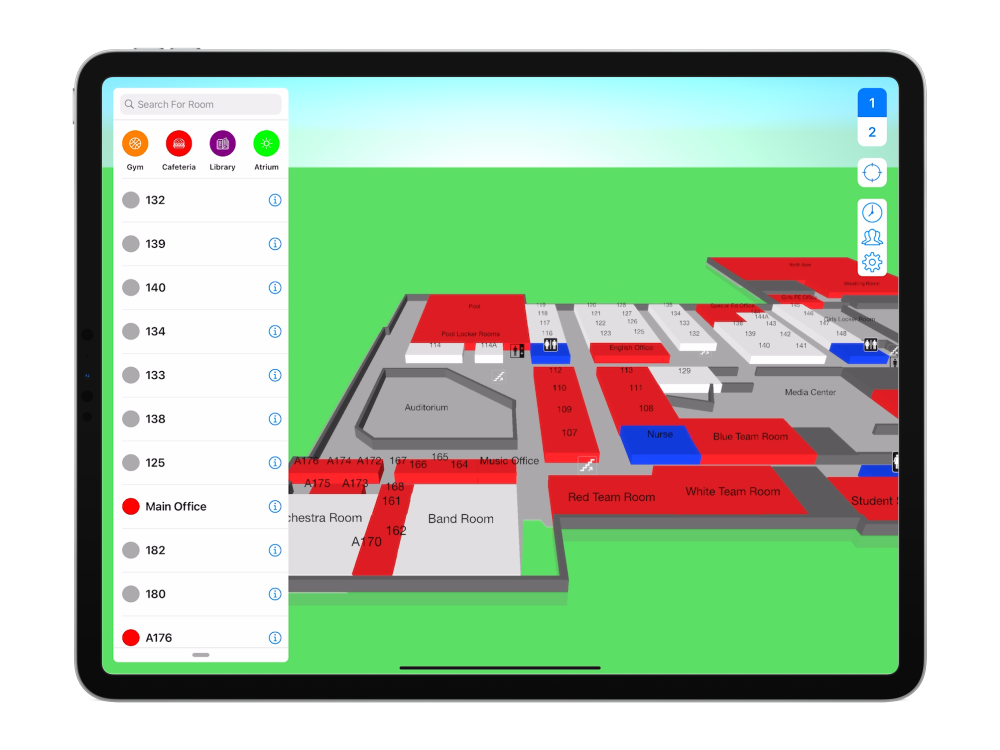 Search For Room
Gym
Cafeteria
Library
Atrium
132
139
140
134
133
138
125
Main Office
182
180
A176
1
2
Pool
Pool Locker Rooms
114
114A
119
118
117
116
120
121
122
123
128
127
126
125
English Office
135
134
133
132
Special Ed Office
144A
143
142
141
140
139
145
146
147
148
Girls PE Office
Girls Locker Room
Wrestling Room
112
110
109
107
113
111
108
129
Media Center
Auditorium
Nurse
Blue Team Room
Red Team Room
White Team Room
Student S
A176
A174
A172
167
166
165
164
Music Office
A175
A173
168
161
162
A170
chestra Room
Band Room